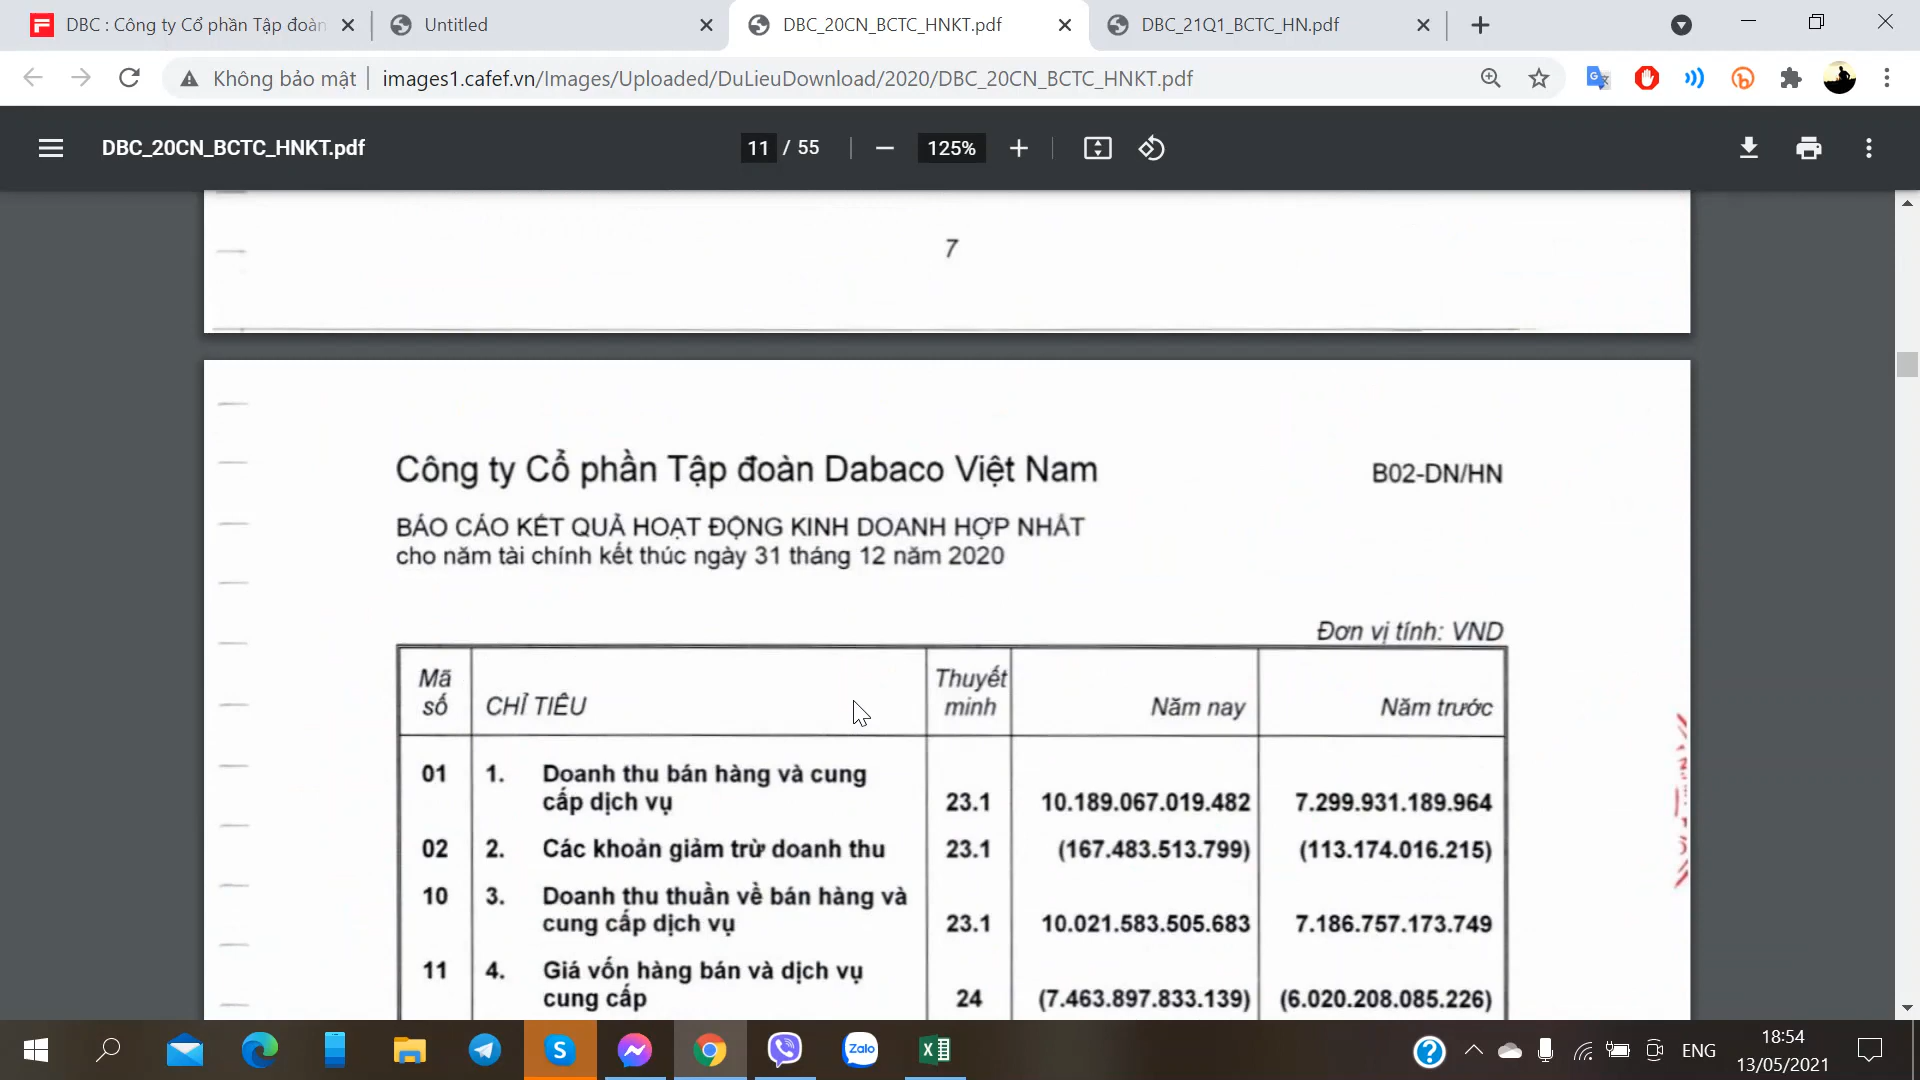 DBC : Công ty Cổ phần Tập đoàn
Untitled
DBC_20CN_BCTC_HNKT.pdf
DBC_21Q1_BCTC_HN.pdf
Không bảo mật
images1.cafef.vn/Images/Uploaded/DuLieuDownload/2020/DBC_20CN_BCTC_HNKT.pdf
DBC_20CN_BCTC_HNKT.pdf
11 / 55
125%
7
Công ty Cổ phần Tập đoàn Dabaco Việt Nam
B02-DN/HN
BÁO CÁO KẾT QUẢ HOẠT ĐỘNG KINH DOANH HỢP NHẤT
cho năm tài chính kết thúc ngày 31 tháng 12 năm 2020
Đơn vị tính: VND
Mã số CHỈ TIÊU Thuyết minh Năm nay Năm trước
01 1. Doanh thu bán hàng và cung
cấp dịch vụ 23.1 10.189.067.019.482 7.299.931.189.964
02 2. Các khoản giảm trừ doanh thu 23.1 (167.483.513.799) (113.174.016.215)
10 3. Doanh thu thuần về bán hàng và
cung cấp dịch vụ 23.1 10.021.583.505.683 7.186.757.173.749
11 4. Giá vốn hàng bán và dịch vụ
cung cấp 24 (7.463.897.833.139) (6.020.208.085.226)
Zalo
ENG
18:54
13/05/2021